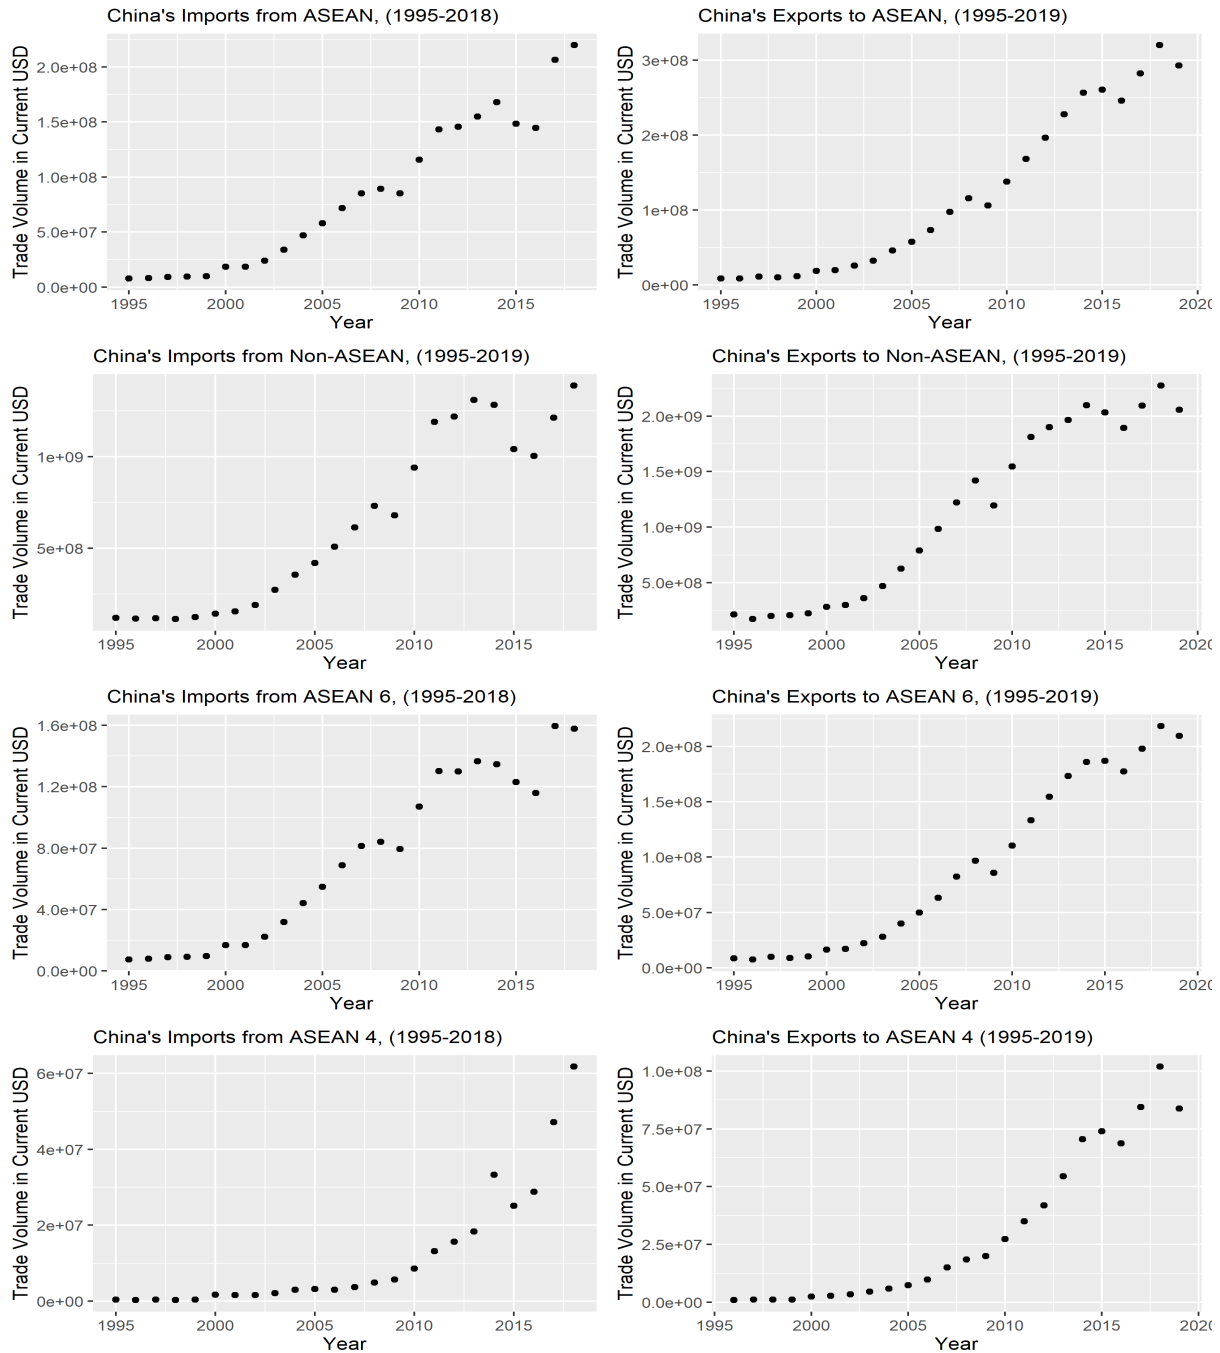 China's Imports from ASEAN, (1995-2018)
Trade Volume in Current USD
2.0e+08
1.5e+08
1.0e+08
5.0e+07
0.0e+00
1995 2000 2005 2010 2015
Year
China's Exports to ASEAN, (1995-2019)
Trade Volume in Current USD
3e+08
2e+08
1e+08
0e+00
1995 2000 2005 2010 2015 2020
Year
China's Imports from Non-ASEAN, (1995-2019)
Trade Volume in Current USD
1e+09
5e+08
1995 2000 2005 2010 2015
Year
China's Exports to Non-ASEAN, (1995-2019)
Trade Volume in Current USD
2.0e+09
1.5e+09
1.0e+09
5.0e+08
1995 2000 2005 2010 2015 2020
Year
China's Imports from ASEAN 6, (1995-2018)
Trade Volume in Current USD
1.6e+08
1.2e+08
8.0e+07
4.0e+07
0.0e+00
1995 2000 2005 2010 2015
Year
China's Exports to ASEAN 6, (1995-2019)
Trade Volume in Current USD
2.0e+08
1.5e+08
1.0e+08
5.0e+07
0.0e+00
1995 2000 2005 2010 2015 2020
Year
China's Imports from ASEAN 4, (1995-2018)
Trade Volume in Current USD
6e+07
4e+07
2e+07
0e+00
1995 2000 2005 2010 2015
Year
China's Exports to ASEAN 4 (1995-2019)
Trade Volume in Current USD
1.0e+08
7.5e+07
5.0e+07
2.5e+07
0.0e+00
1995 2000 2005 2010 2015 2020
Year